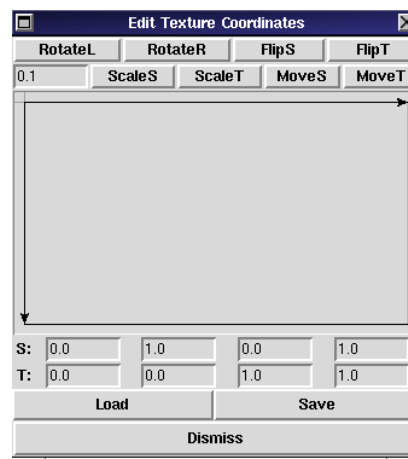 Edit Texture Coordinates
RotateL RotateR FlipS FlipT
0.1 ScaleS ScaleT MoveS MoveT
S: 0.0 1.0 0.0 1.0
T: 0.0 0.0 1.0 1.0
Load Save
Dismiss